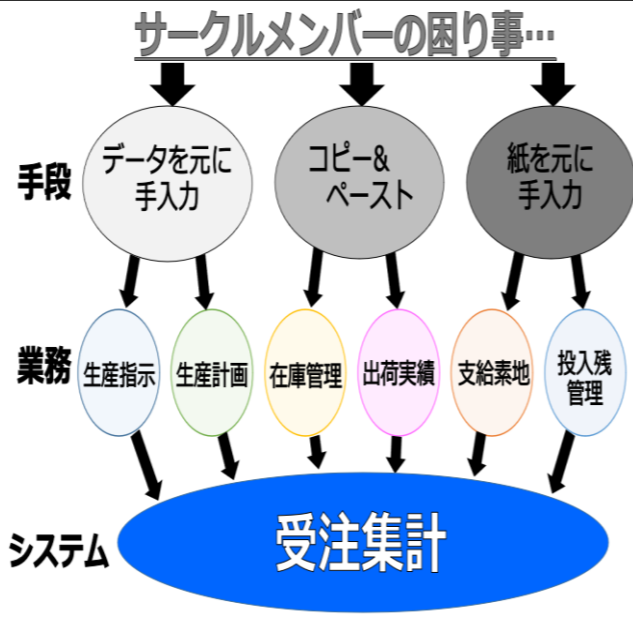 サークルメンバーの困り事…
手段
データを元に
手入力
コピー&
ペースト
紙を元に
手入力
業務
生産指示
生産計画
在庫管理
出荷実績
支給素地
投入残
管理
システム
受注集計